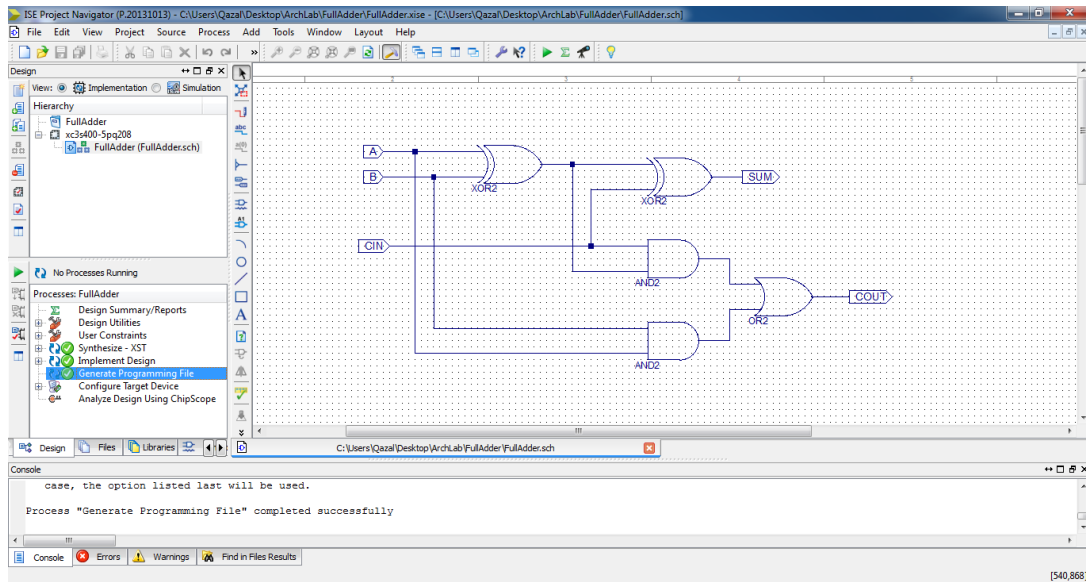 ISE Project Navigator (P.20131013) - C:\Users\Qazal\Desktop\ArchLab\FullAdder\FullAdder.xise - [C:\Users\Qazal\Desktop\ArchLab\FullAdder\FullAdder.sch]
File Edit View Project Source Process Add Tools Window Layout Help
Design
View: Implementation Simulation
Hierarchy
FullAdder
xc3s400-5pq208
FullAdder (FullAdder.sch)
No Processes Running
Processes: FullAdder
Design Summary/Reports
Design Utilities
User Constraints
Synthesize - XST
Implement Design
Generate Programming File
Configure Target Device
Analyze Design Using ChipScope
Design Files Libraries
abc
A
2 3 4 5
A
B
XOR2
XOR2
SUM
CIN
AND2
COUT
OR2
AND2
C:\Users\Qazal\Desktop\ArchLab\FullAdder\FullAdder.sch
Console
case, the option listed last will be used.
Process "Generate Programming File" completed successfully
Console Errors Warnings Find in Files Results
[540,868]